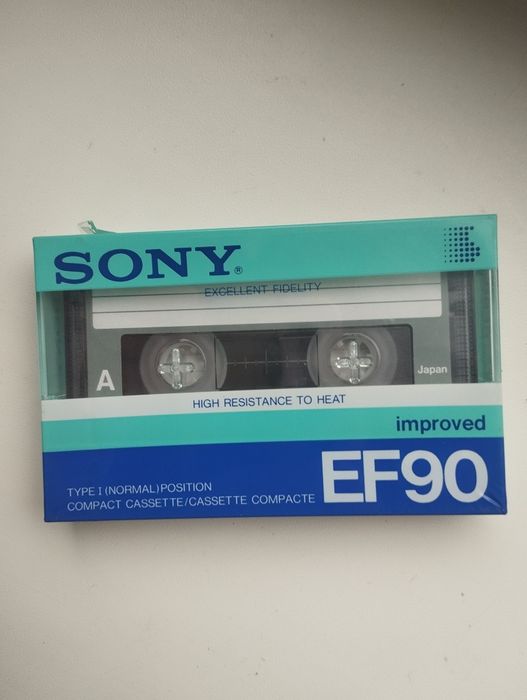 SONY®
EXCELLENT FIDELITY
A
Japan
HIGH RESISTANCE TO HEAT
improved
TYPE I (NORMAL) POSITION
COMPACT CASSETTE/CASSETTE COMPACTE
EF90